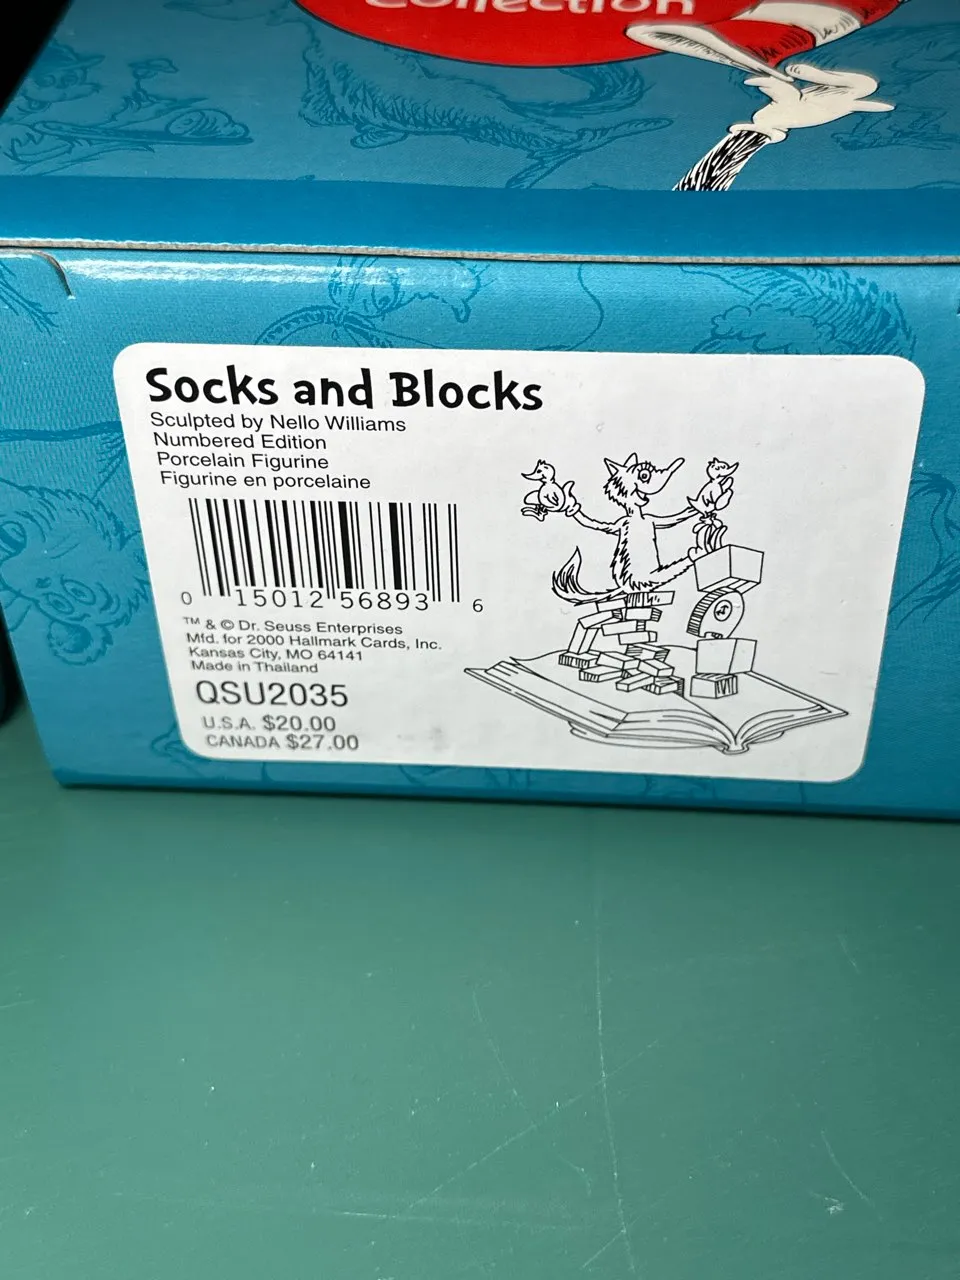 Collection
Socks and Blocks
Sculpted by Nello Williams
Numbered Edition
Porcelain Figurine
Figurine en porcelaine
0 15012 56893 6
™ & © Dr. Seuss Enterprises
Mfd. for 2000 Hallmark Cards, Inc.
Kansas City, MO 64141
Made in Thailand
QSU2035
U.S.A. $20.00
CANADA $27.00